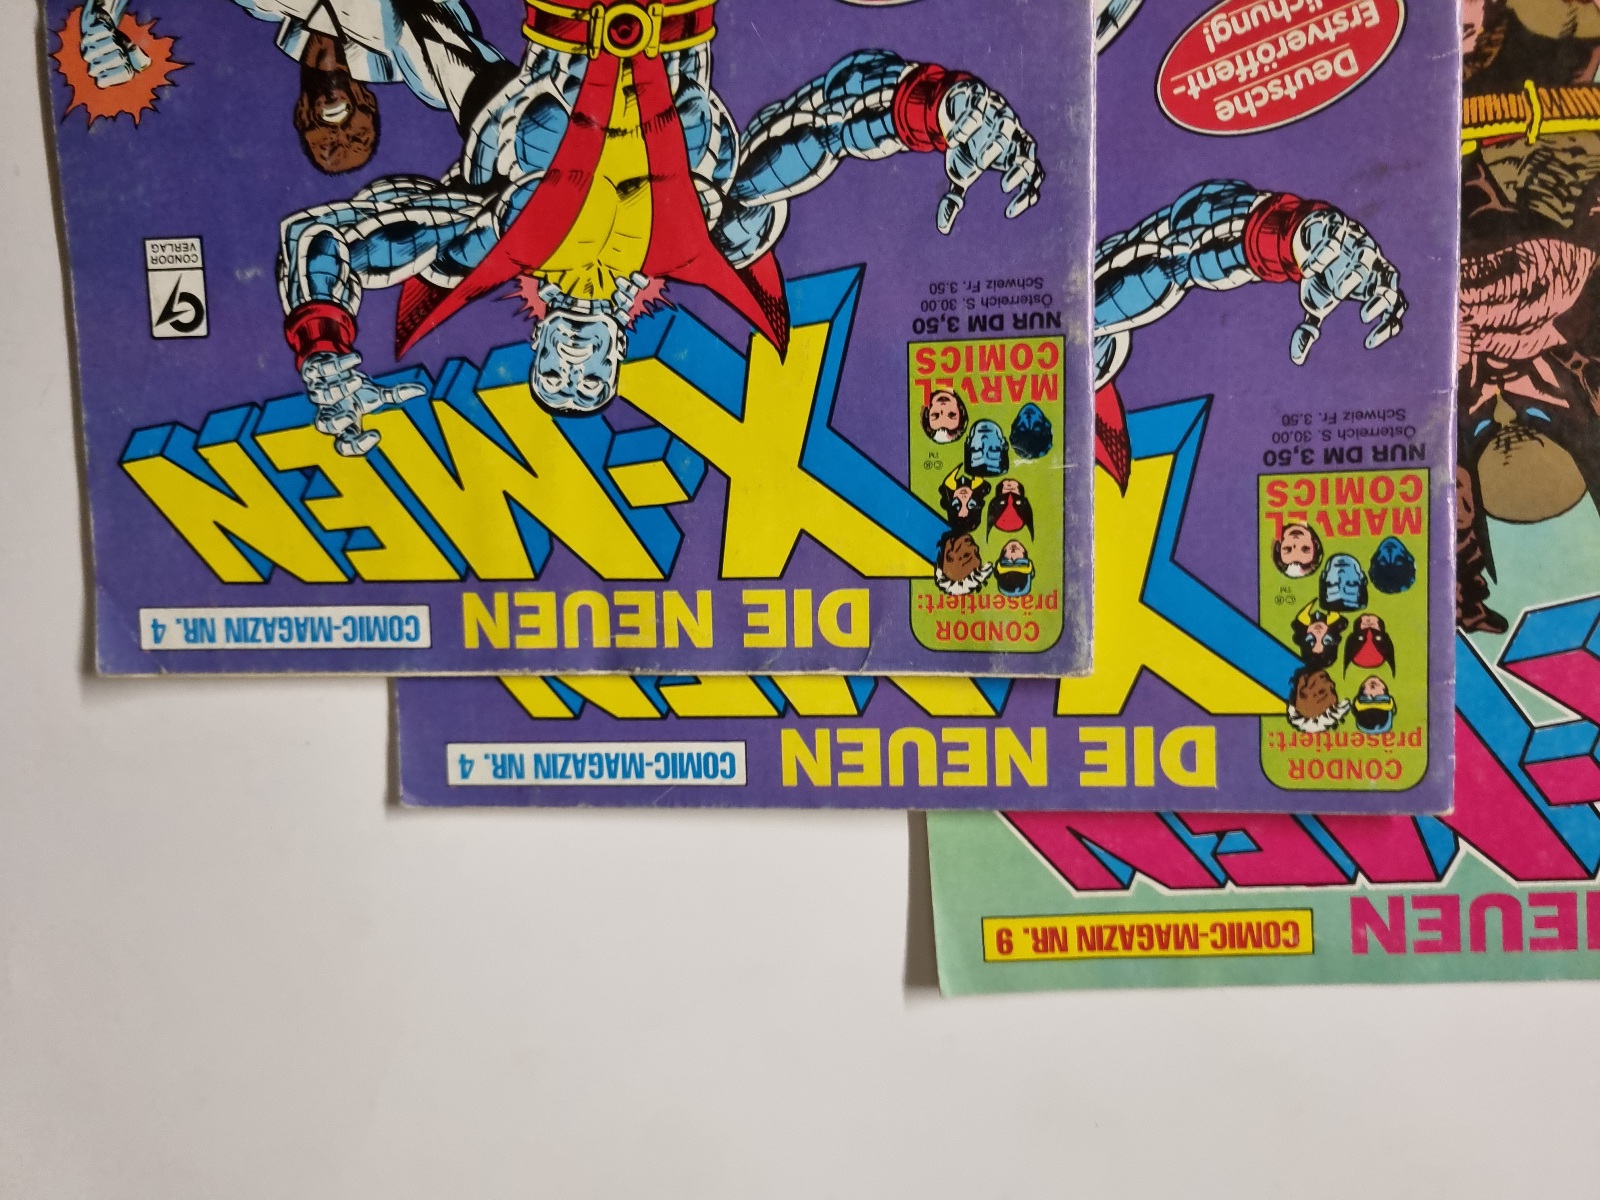 CONDOR
präsentiert:
MARVEL
COMICS
NUR DM 3,50
Österreich S. 30.00
Schweiz Fr. 3.50
DIE NEUEN
COMIC-MAGAZIN NR. 4
X-MEN
CONDOR
VERLAG
CONDOR
präsentiert:
MARVEL
COMICS
NUR DM 3,50
Österreich S. 30.00
Schweiz Fr. 3.50
DIE NEUEN
COMIC-MAGAZIN NR. 4
X-MEN
Deutsche
Erstveröffent-
lichung!
NEUEN
COMIC-MAGAZIN NR. 9
X-MEN